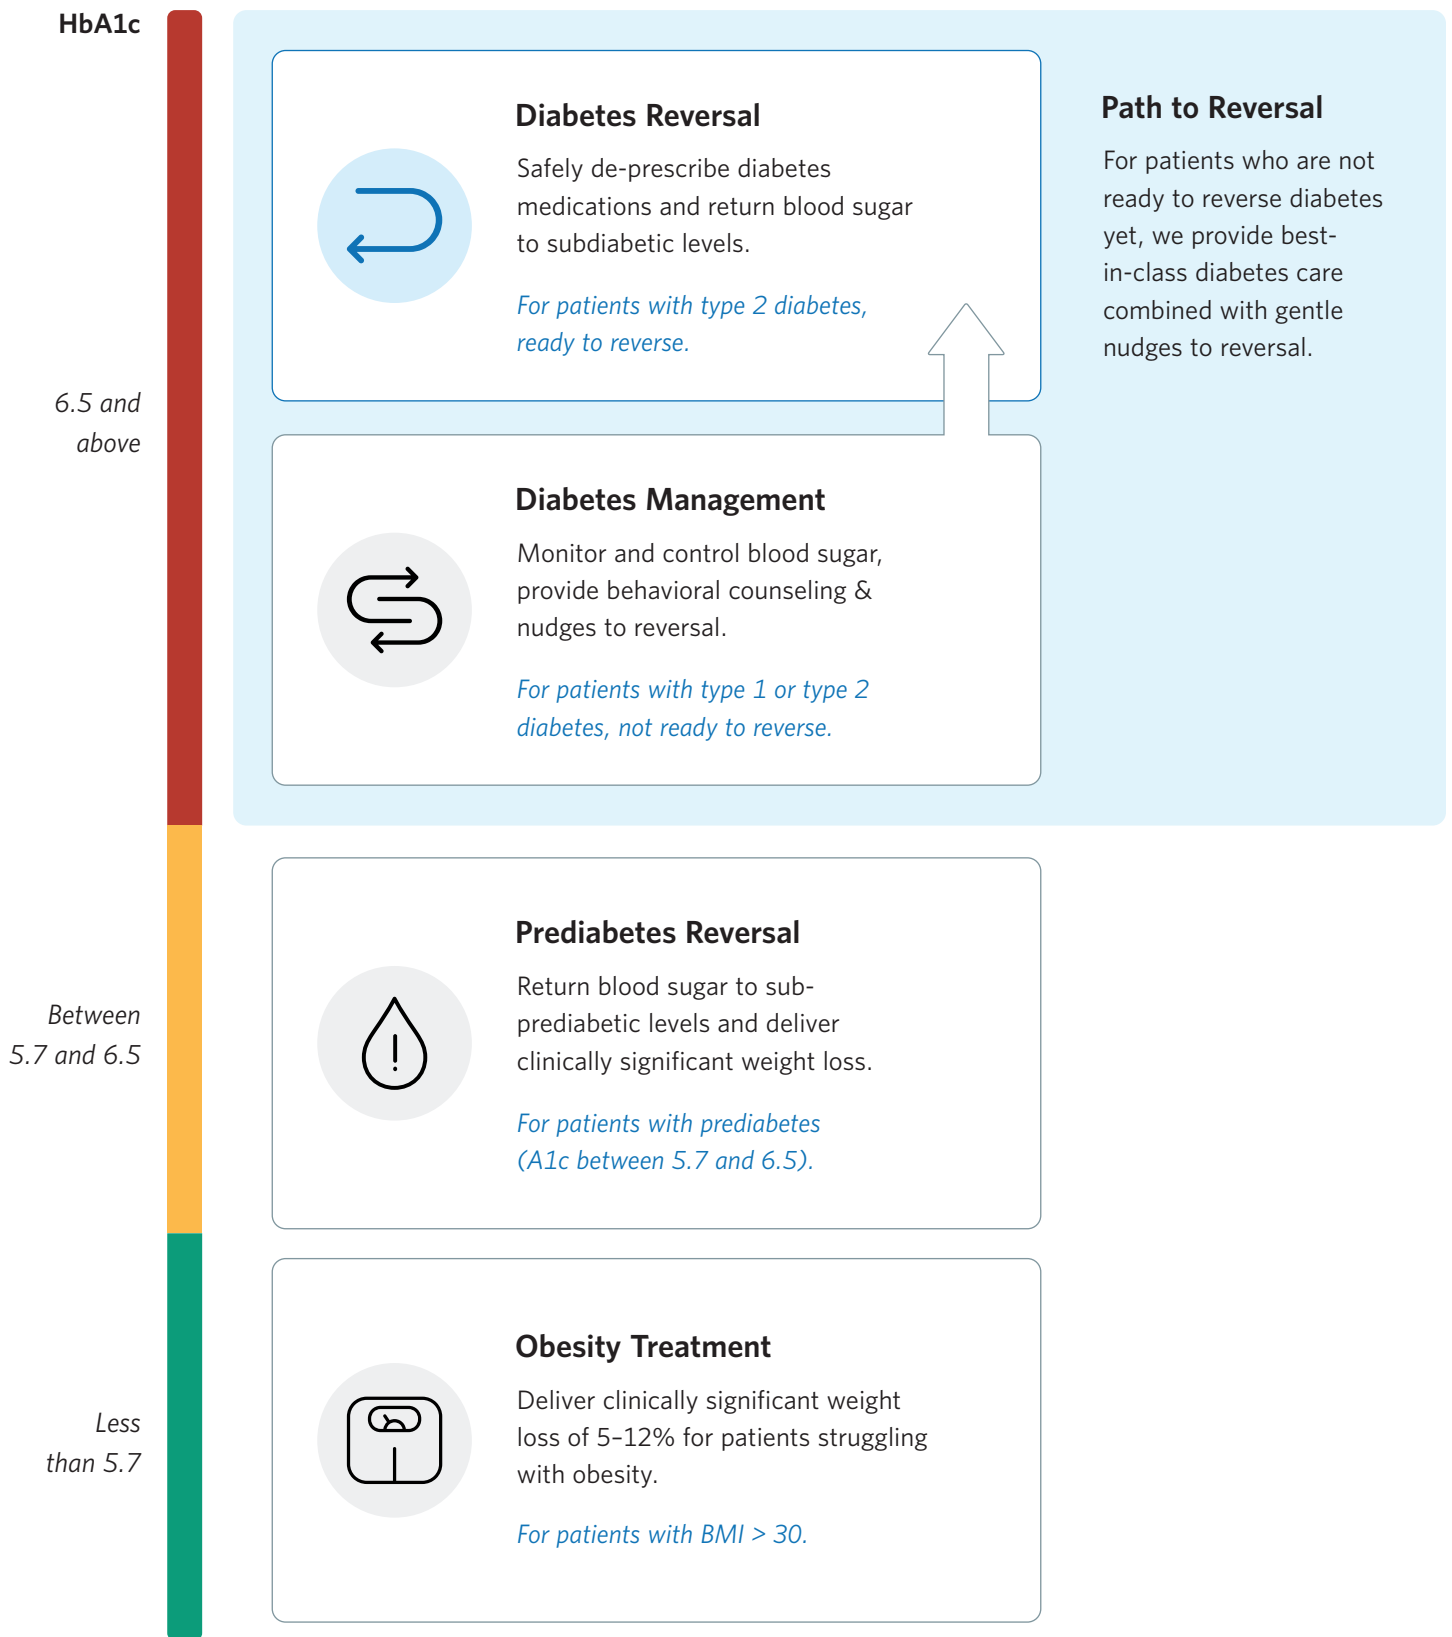 HbA1c
Diabetes Reversal
Safely de-prescribe diabetes
medications and return blood sugar
to subdiabetic levels.
For patients with type 2 diabetes,
ready to reverse.
Path to Reversal
For patients who are not
ready to reverse diabetes
yet, we provide best-
in-class diabetes care
combined with gentle
nudges to reversal.
6.5 and
above
Diabetes Management
Monitor and control blood sugar,
provide behavioral counseling &
nudges to reversal.
For patients with type 1 or type 2
diabetes, not ready to reverse.
Between
5.7 and 6.5
Prediabetes Reversal
Return blood sugar to sub-
prediabetic levels and deliver
clinically significant weight loss.
For patients with prediabetes
(A1c between 5.7 and 6.5).
Less
than 5.7
Obesity Treatment
Deliver clinically significant weight
loss of 5–12% for patients struggling
with obesity.
For patients with BMI > 30.